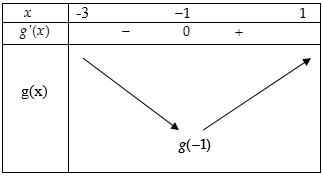 x -3 −1 1
g'(x) − 0 +
g(x)
g(−1)